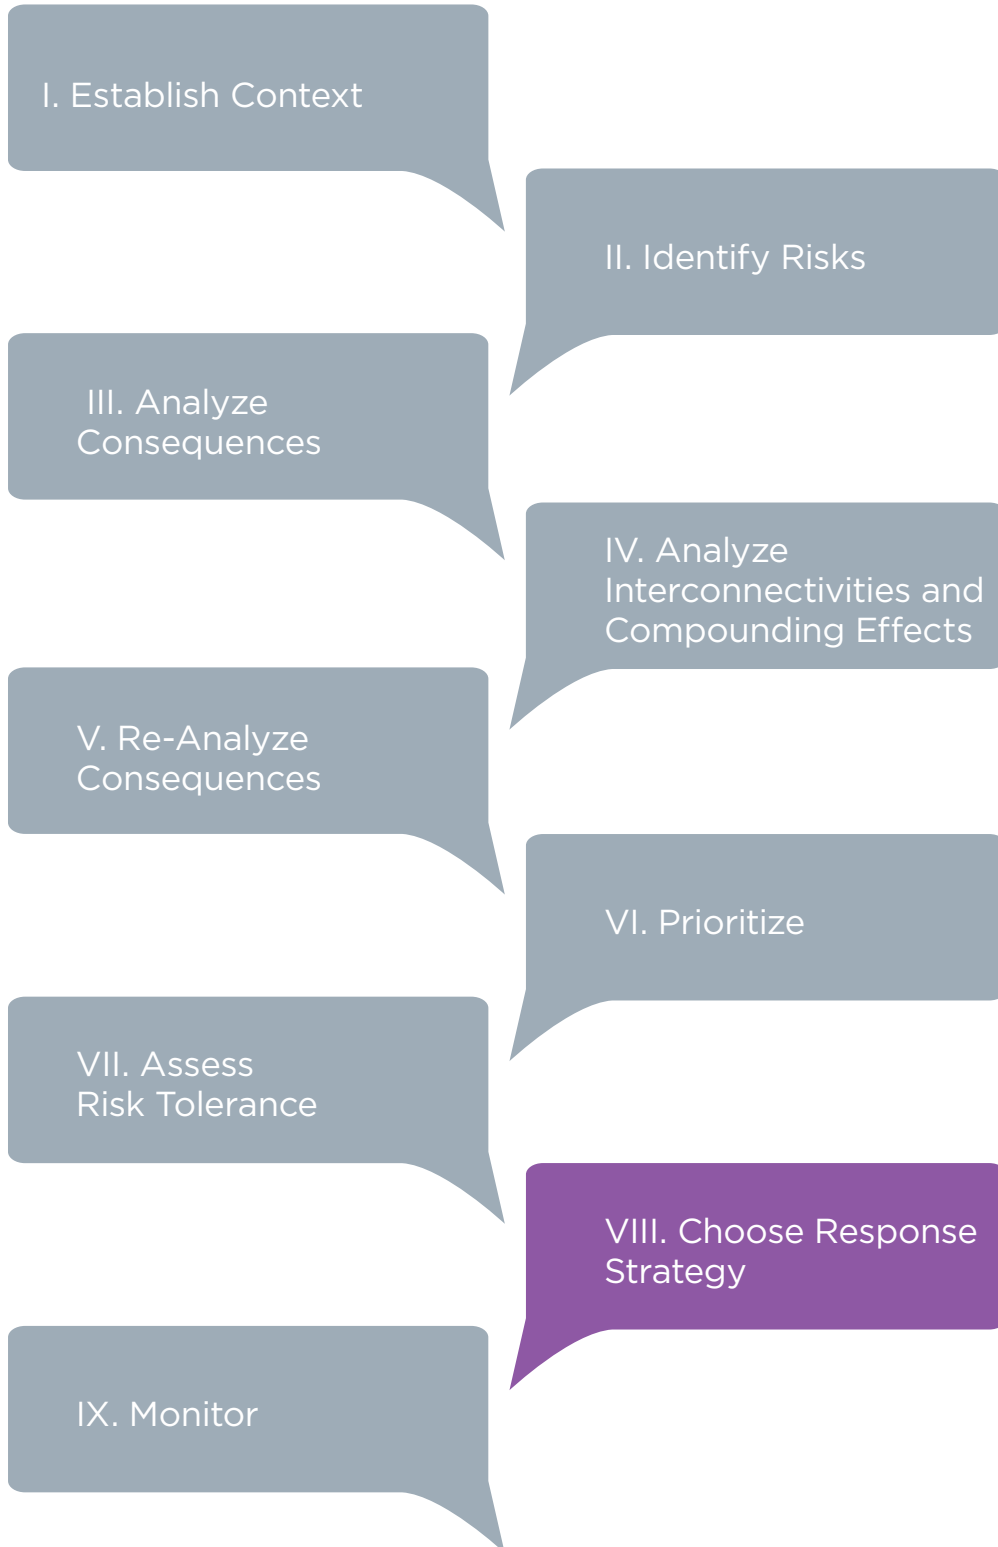 I. Establish Context
II. Identify Risks
III. Analyze
Consequences
IV. Analyze
Interconnectivities and
Compounding Effects
V. Re-Analyze
Consequences
VI. Prioritize
VII. Assess
Risk Tolerance
VIII. Choose Response
Strategy
IX. Monitor